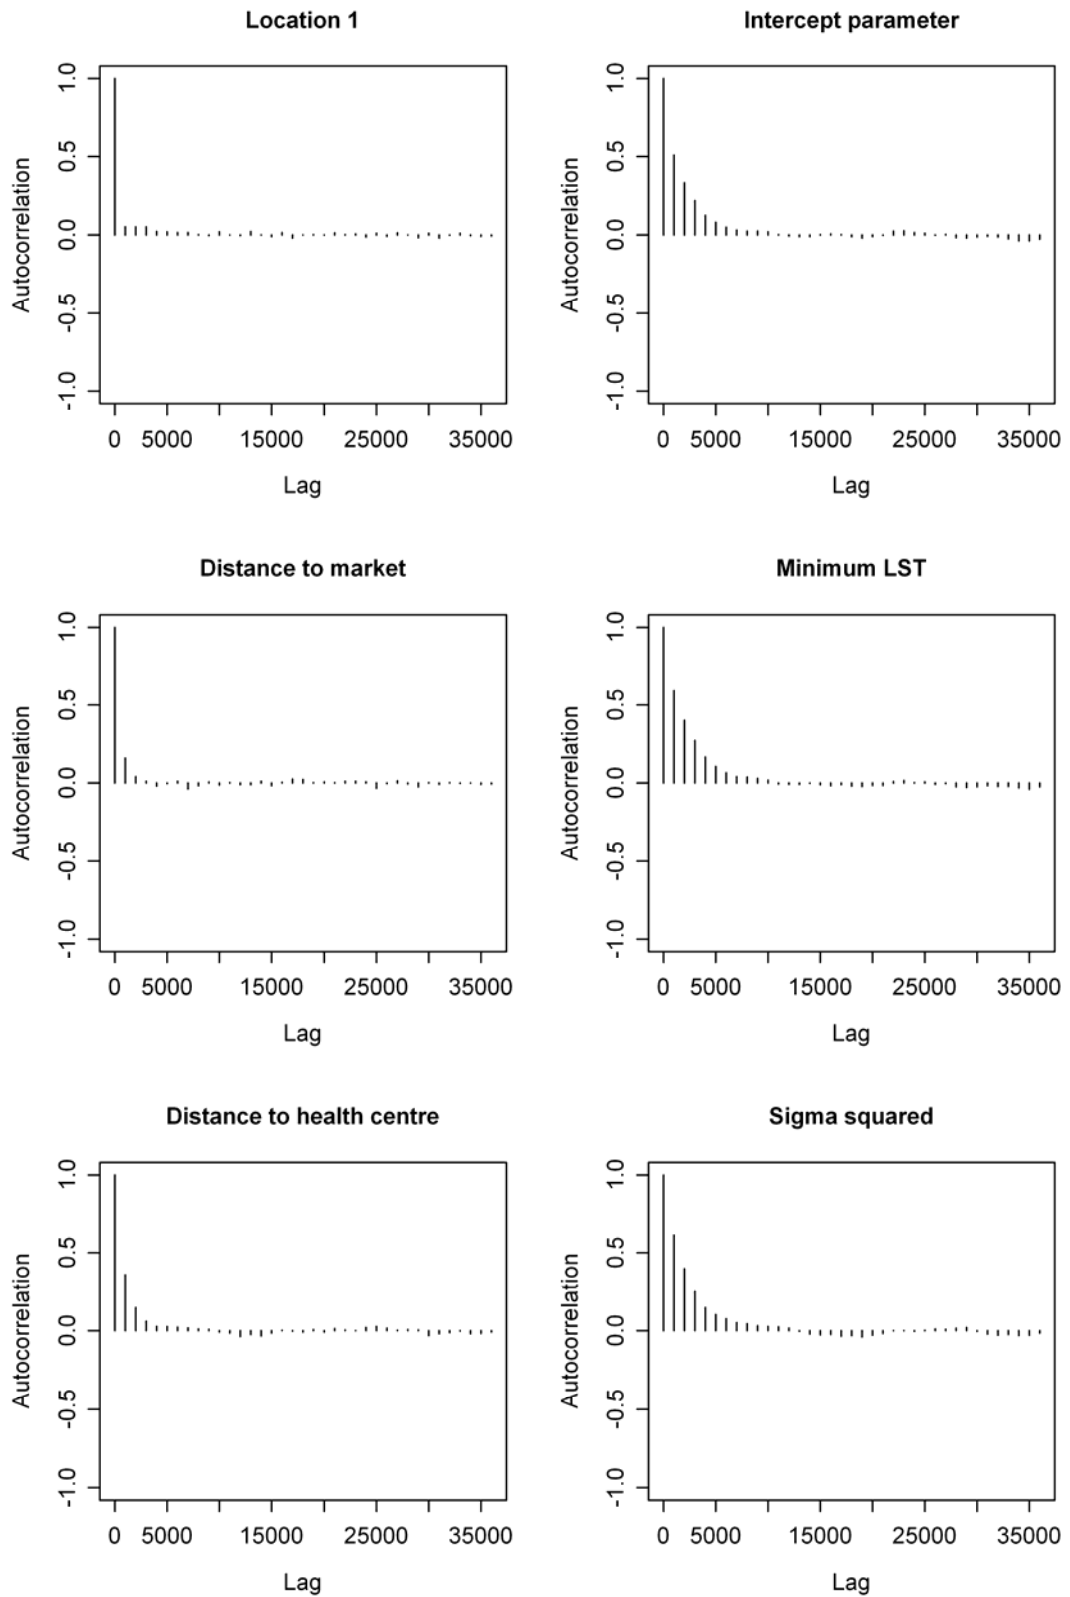 Location 1
Intercept parameter
Autocorrelation
1.0
0.5
0.0
-0.5
-1.0
0 5000 15000 25000 35000
Lag
Autocorrelation
1.0
0.5
0.0
-0.5
-1.0
0 5000 15000 25000 35000
Lag
Distance to market
Minimum LST
Autocorrelation
1.0
0.5
0.0
-0.5
-1.0
0 5000 15000 25000 35000
Lag
Autocorrelation
1.0
0.5
0.0
-0.5
-1.0
0 5000 15000 25000 35000
Lag
Distance to health centre
Sigma squared
Autocorrelation
1.0
0.5
0.0
-0.5
-1.0
0 5000 15000 25000 35000
Lag
Autocorrelation
1.0
0.5
0.0
-0.5
-1.0
0 5000 15000 25000 35000
Lag